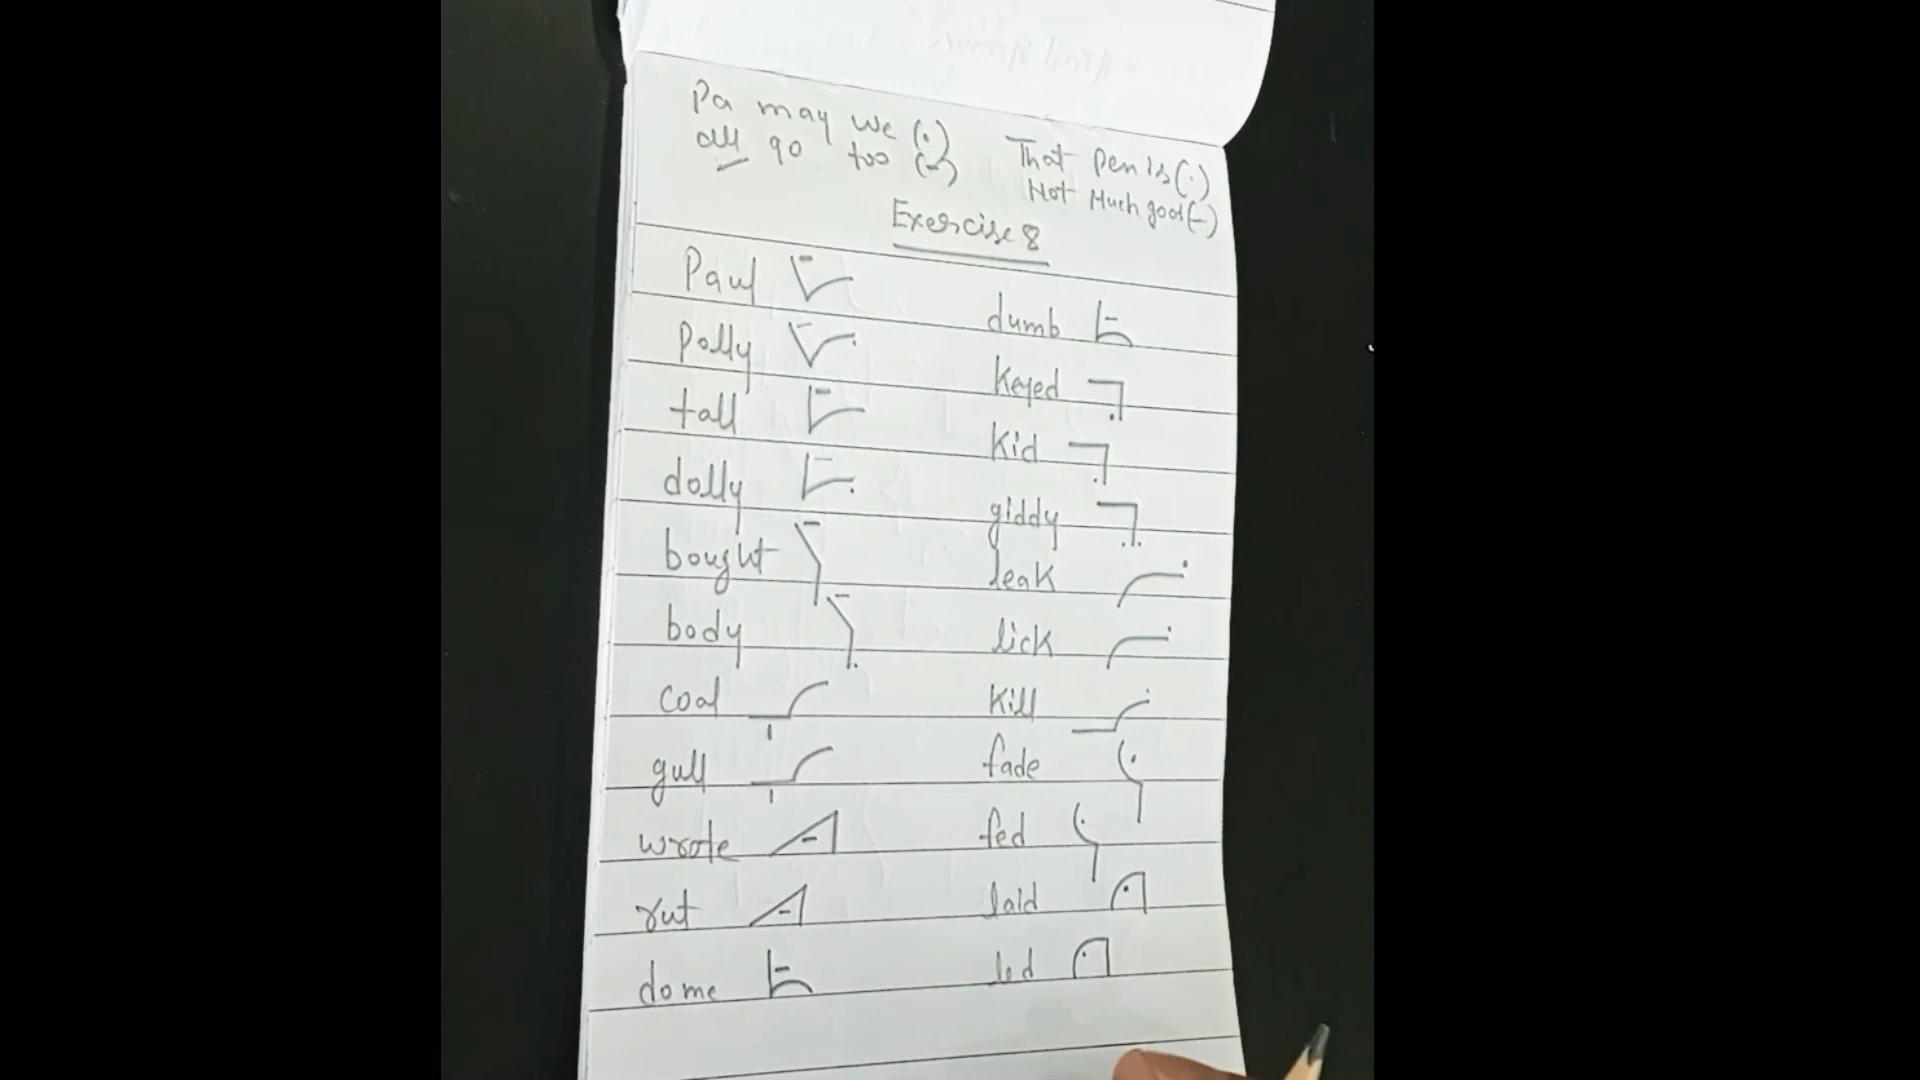 Pa may we (.)
all go too (-)
That pen is (.)
Not Much good (-)
Exercise 8
Paul
Polly
tall
dolly
bought
body
coal
gull
wrote
rut
dome
dumb
Keyed
Kid
giddy
leak
lick
Kill
fade
fed
laid
led